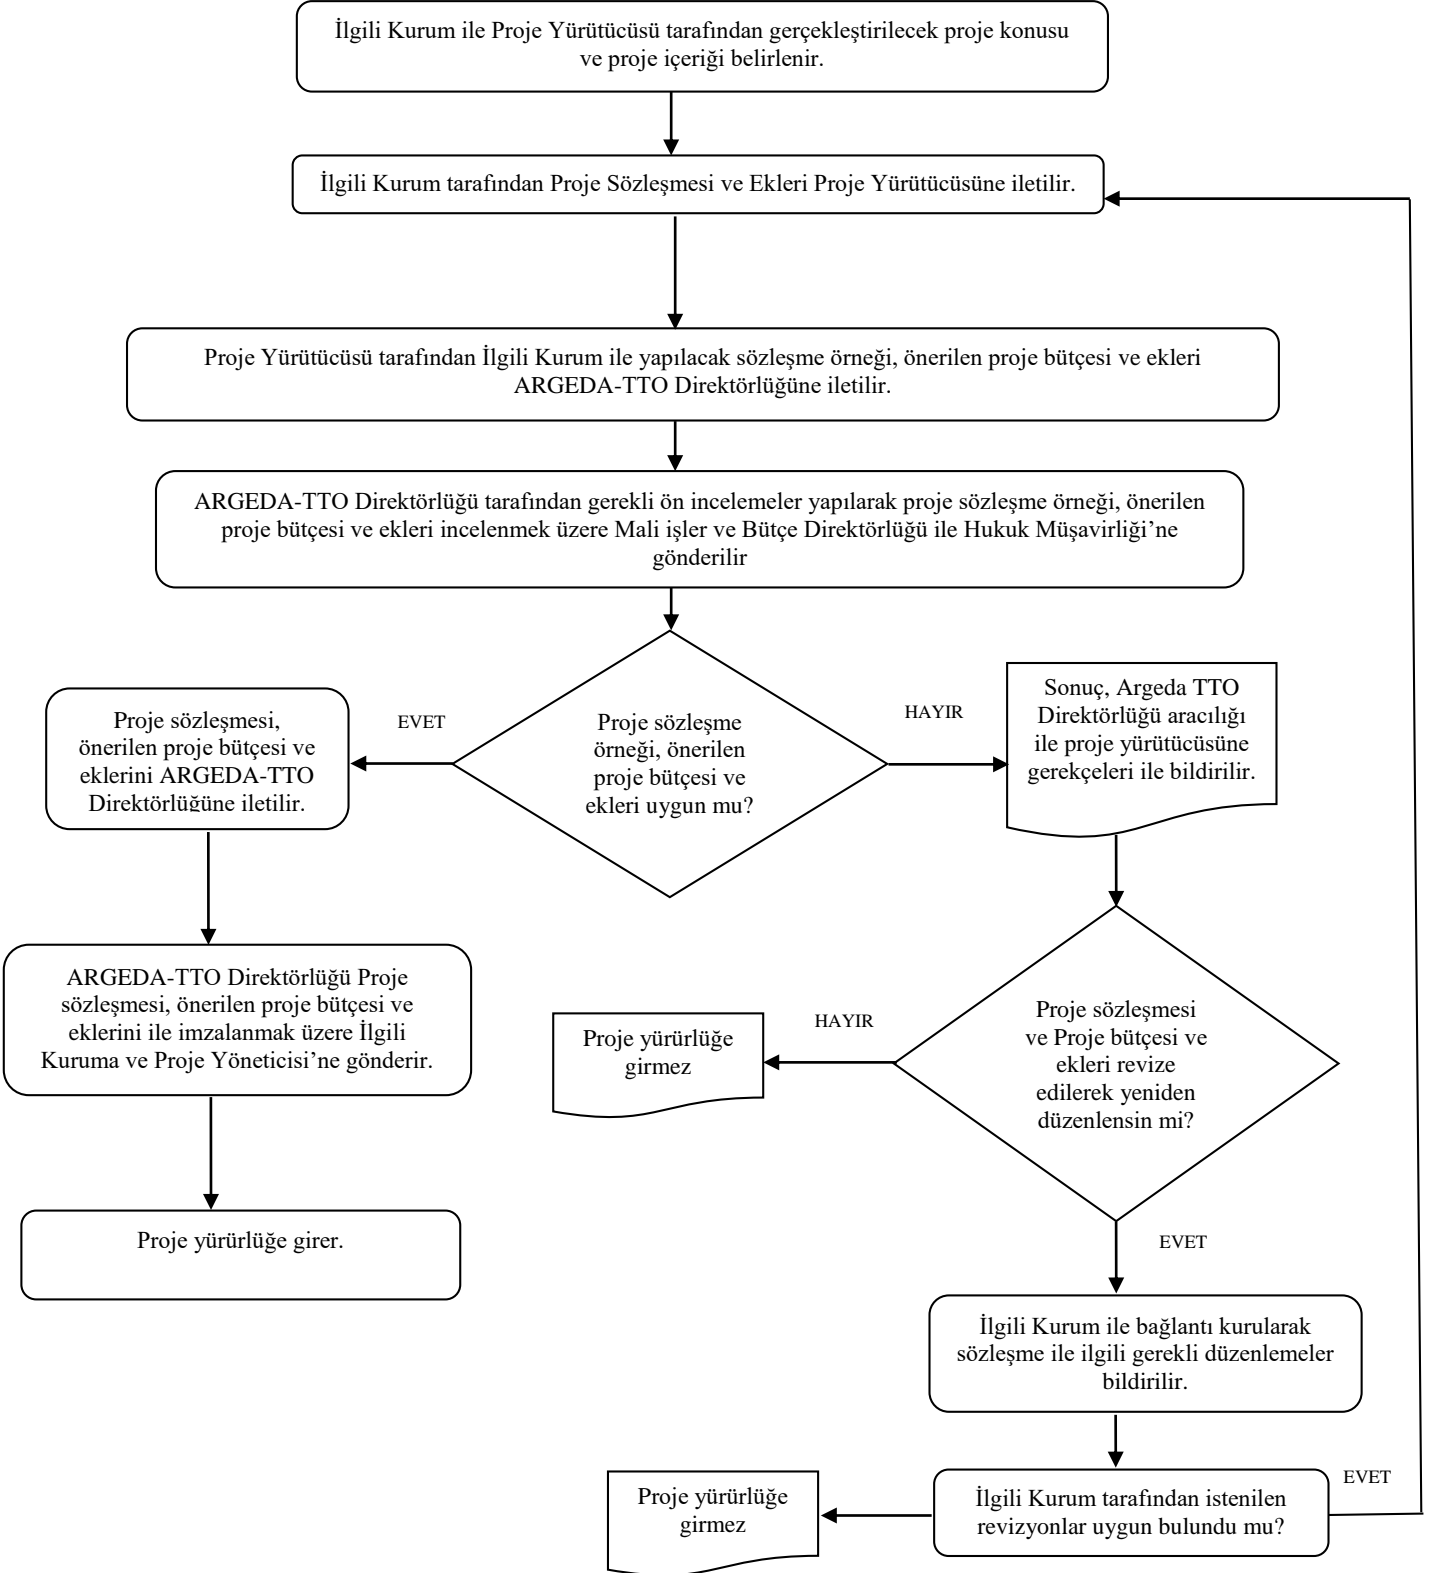 İlgili Kurum ile Proje Yürütücüsü tarafından gerçekleştirilecek proje konusu
ve proje içeriği belirlenir.
İlgili Kurum tarafından Proje Sözleşmesi ve Ekleri Proje Yürütücüsüne iletilir.
Proje Yürütücüsü tarafından İlgili Kurum ile yapılacak sözleşme örneği, önerilen proje bütçesi ve ekleri
ARGEDA-TTO Direktörlüğüne iletilir.
ARGEDA-TTO Direktörlüğü tarafından gerekli ön incelemeler yapılarak proje sözleşme örneği, önerilen
proje bütçesi ve ekleri incelenmek üzere Mali işler ve Bütçe Direktörlüğü ile Hukuk Müşavirliği’ne
gönderilir
Proje sözleşme
örneği, önerilen
proje bütçesi ve
ekleri uygun mu?
EVET
Proje sözleşmesi,
önerilen proje bütçesi ve
eklerini ARGEDA-TTO
Direktörlüğüne iletilir.
HAYIR
Sonuç, Argeda TTO
Direktörlüğü aracılığı
ile proje yürütücüsüne
gerekçeleri ile bildirilir.
ARGEDA-TTO Direktörlüğü Proje
sözleşmesi, önerilen proje bütçesi ve
eklerini ile imzalanmak üzere İlgili
Kuruma ve Proje Yöneticisi’ne gönderir.
Proje yürürlüğe girer.
Proje sözleşmesi
ve Proje bütçesi ve
ekleri revize
edilerek yeniden
düzenlensin mi?
HAYIR
Proje yürürlüğe
girmez
EVET
İlgili Kurum ile bağlantı kurularak
sözleşme ile ilgili gerekli düzenlemeler
bildirilir.
İlgili Kurum tarafından istenilen
revizyonlar uygun bulundu mu?
EVET
Proje yürürlüğe
girmez